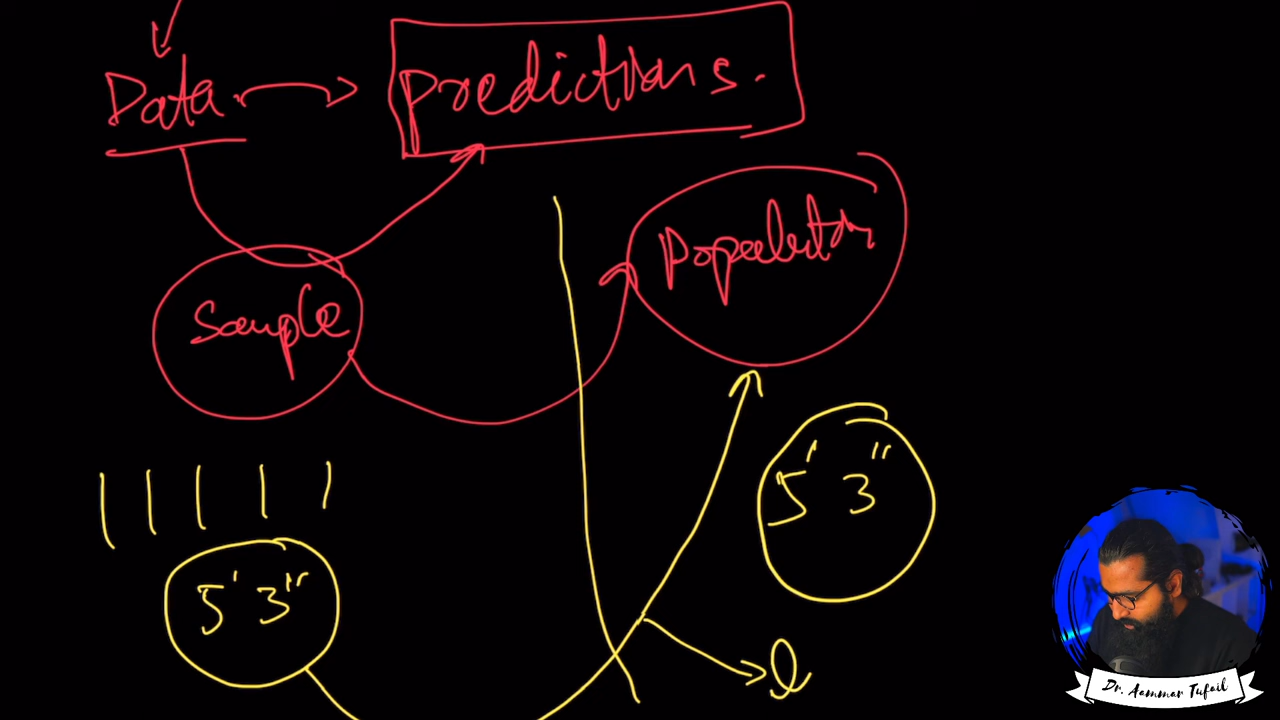 Data
Predictions.
Population
Sample
5' 3"
5' 3"
Dr. Aammar Tufail